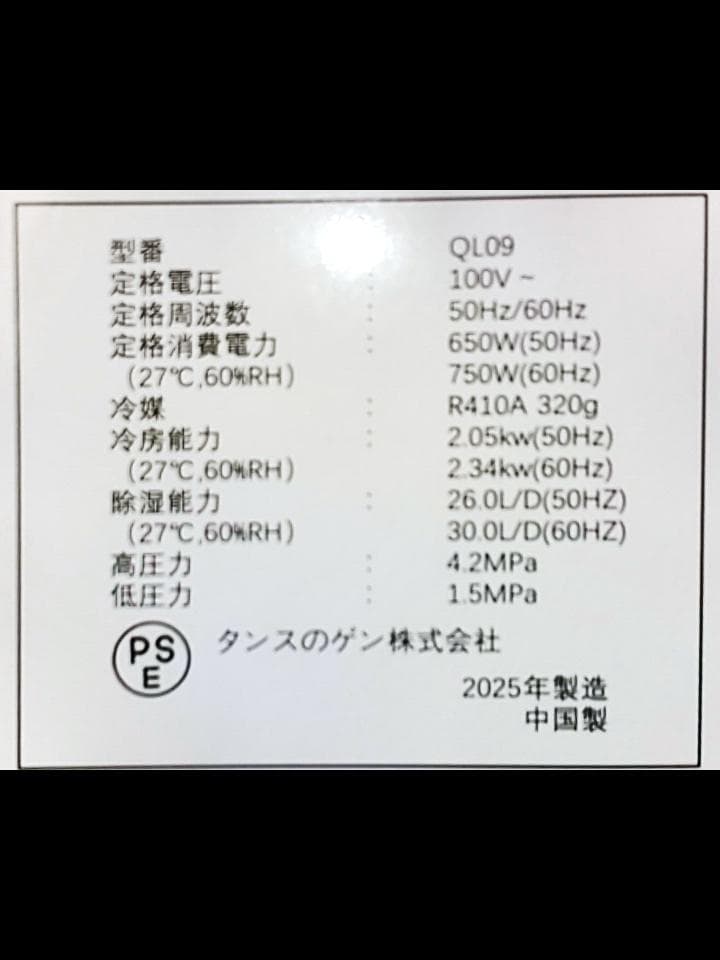 型番 QL09
定格電圧 : 100V ~
定格周波数 : 50Hz/60Hz
定格消費電力 : 650W(50Hz)
(27℃,60%RH) 750W(60Hz)
冷媒 : R410A 320g
冷房能力 : 2.05kw(50Hz)
(27℃,60%RH) 2.34kw(60Hz)
除湿能力 : 26.0L/D(50HZ)
(27℃,60%RH) 30.0L/D(60HZ)
高圧力 : 4.2MPa
低圧力 : 1.5MPa
PS
E
タンスのゲン株式会社
2025年製造
中国製